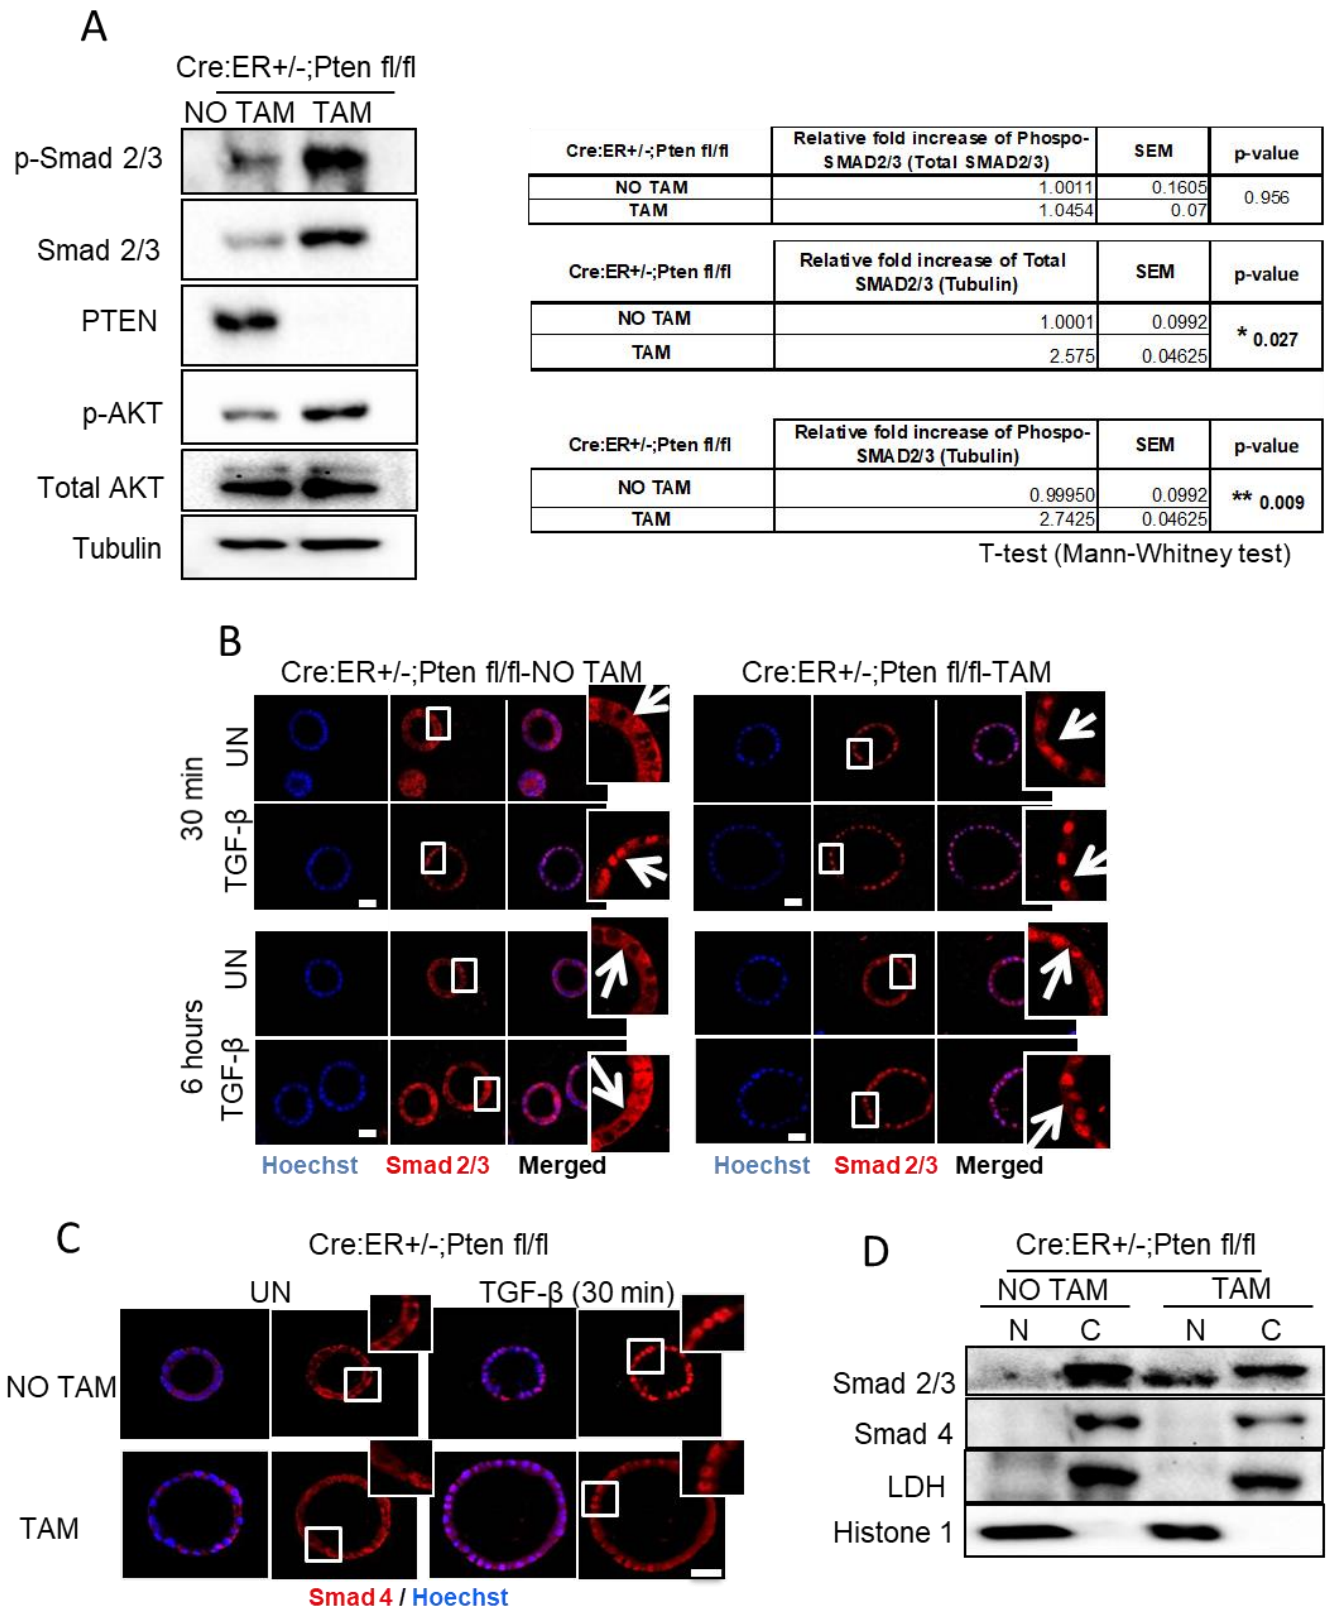 A
Cre:ER+/-;Pten fl/fl
NO TAM TAM
p-Smad 2/3
Smad 2/3
PTEN
p-AKT
Total AKT
Tubulin
Cre:ER+/-;Pten fl/fl Relative fold increase of Phospo-SMAD2/3 (Total SMAD2/3) SEM p-value
NO TAM 1.0011 0.1605 0.956
TAM 1.0454 0.07
Cre:ER+/-;Pten fl/fl Relative fold increase of Total SMAD2/3 (Tubulin) SEM p-value
NO TAM 1.0001 0.0992 * 0.027
TAM 2.575 0.04625
Cre:ER+/-;Pten fl/fl Relative fold increase of Phospo-SMAD2/3 (Tubulin) SEM p-value
NO TAM 0.99950 0.0992 ** 0.009
TAM 2.7425 0.04625
T-test (Mann-Whitney test)
B
Cre:ER+/-;Pten fl/fl-NO TAM
Cre:ER+/-;Pten fl/fl-TAM
30 min
UN
TGF-β
6 hours
UN
TGF-β
Hoechst Smad 2/3 Merged
Hoechst Smad 2/3 Merged
C
Cre:ER+/-;Pten fl/fl
UN TGF-β (30 min)
NO TAM
TAM
Smad 4 / Hoechst
D
Cre:ER+/-;Pten fl/fl
NO TAM TAM
N C N C
Smad 2/3
Smad 4
LDH
Histone 1